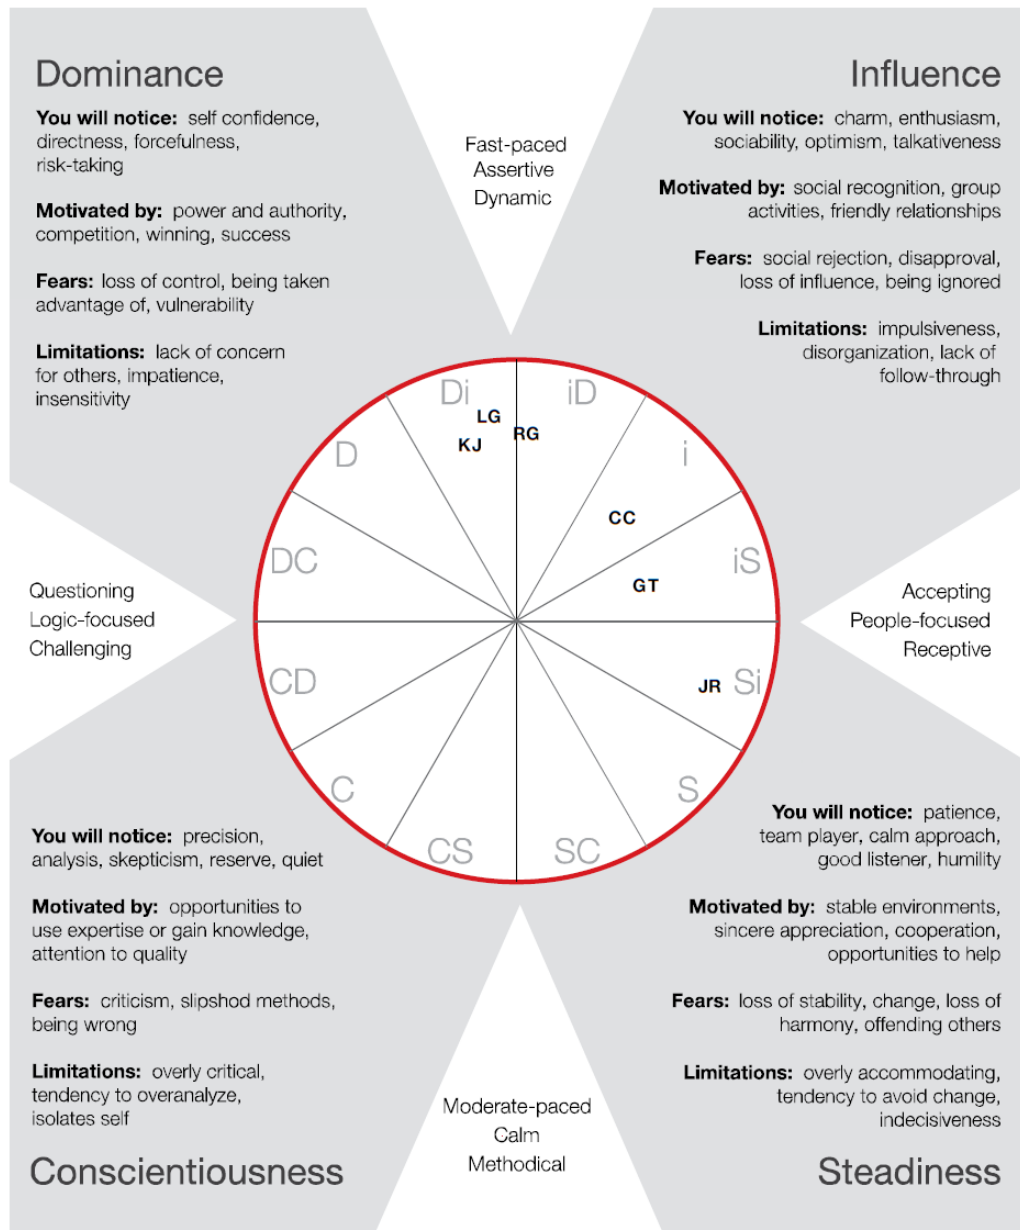 Dominance
You will notice: self confidence,
directness, forcefulness,
risk-taking
Motivated by: power and authority,
competition, winning, success
Fears: loss of control, being taken
advantage of, vulnerability
Limitations: lack of concern
for others, impatience,
insensitivity
Fast-paced
Assertive
Dynamic
Influence
You will notice: charm, enthusiasm,
sociability, optimism, talkativeness
Motivated by: social recognition, group
activities, friendly relationships
Fears: social rejection, disapproval,
loss of influence, being ignored
Limitations: impulsiveness,
disorganization, lack of
follow-through
Di
iD
LG
RG
KJ
D
i
CC
DC
iS
GT
Questioning
Logic-focused
Challenging
Accepting
People-focused
Receptive
CD
JR
Si
C
S
CS
SC
You will notice: precision,
analysis, skepticism, reserve, quiet
Motivated by: opportunities to
use expertise or gain knowledge,
attention to quality
Fears: criticism, slipshod methods,
being wrong
Limitations: overly critical,
tendency to overanalyze,
isolates self
Conscientiousness
Moderate-paced
Calm
Methodical
You will notice: patience,
team player, calm approach,
good listener, humility
Motivated by: stable environments,
sincere appreciation, cooperation,
opportunities to help
Fears: loss of stability, change, loss of
harmony, offending others
Limitations: overly accommodating,
tendency to avoid change,
indecisiveness
Steadiness